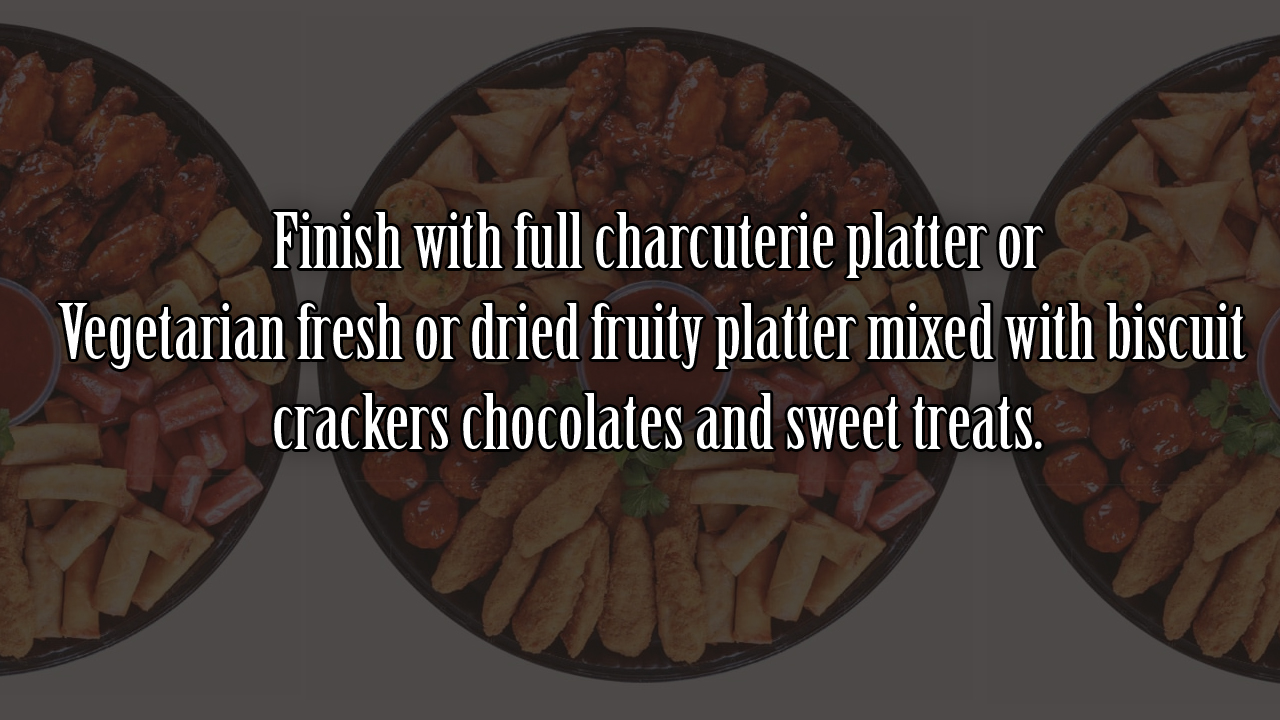 Finish with full charcuterie platter or
Vegetarian fresh or dried fruity platter mixed with biscuit
crackers chocolates and sweet treats.